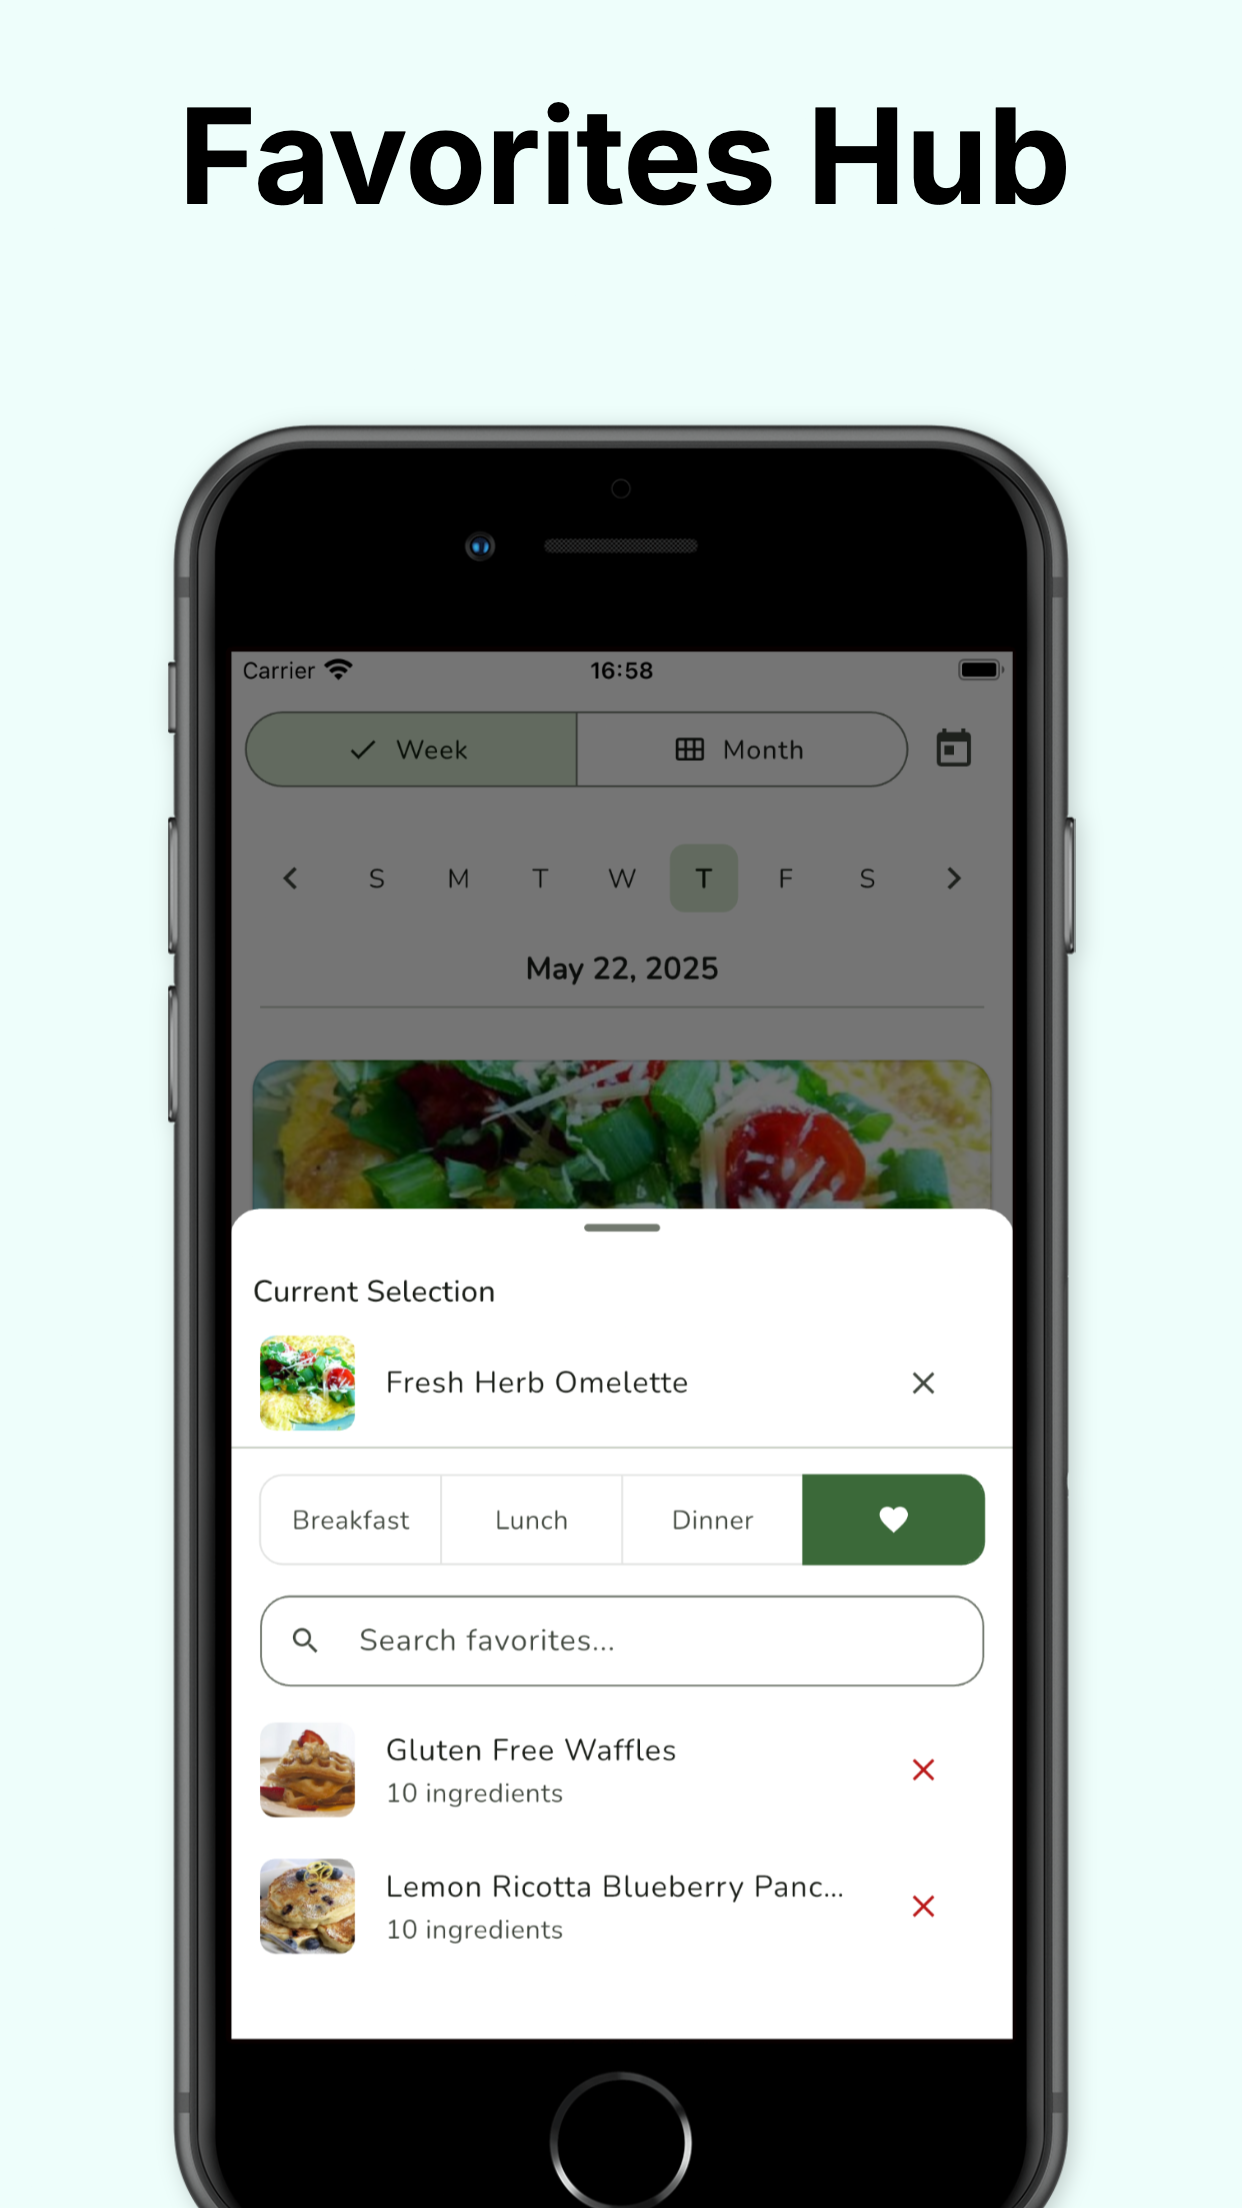 Favorites Hub
Carrier 16:58
Week Month
S M T W T F S
May 22, 2025
Current Selection
Fresh Herb Omelette
Breakfast Lunch Dinner
Search favorites...
Gluten Free Waffles
10 ingredients
Lemon Ricotta Blueberry Panc...
10 ingredients